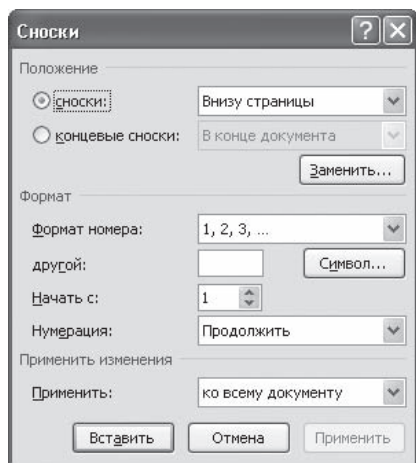 Сноски
Положение
сноски: Внизу страницы
концевые сноски: В конце документа
Заменить...
Формат
Формат номера: 1, 2, 3, ...
другой: Символ...
Начать с: 1
Нумерация: Продолжить
Применить изменения
Применить: ко всему документу
Вставить Отмена Применить